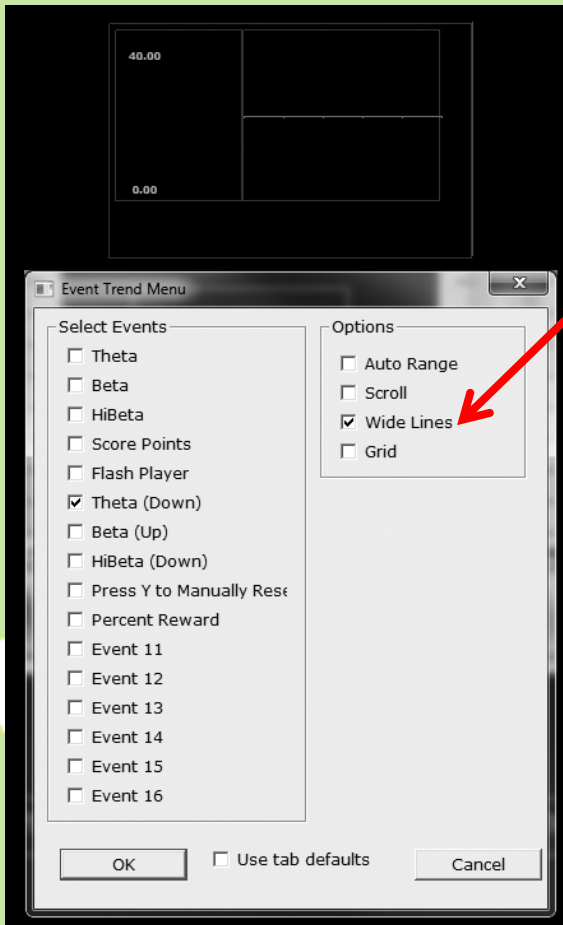 40.00
0.00
Event Trend Menu
x
Select Events
Theta
Beta
HiBeta
Score Points
Flash Player
Theta (Down)
Beta (Up)
HiBeta (Down)
Press Y to Manually Rese
Percent Reward
Event 11
Event 12
Event 13
Event 14
Event 15
Event 16
Options
Auto Range
Scroll
Wide Lines
Grid
OK
Use tab defaults
Cancel